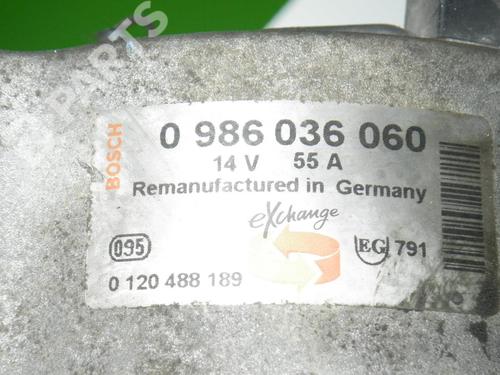 BOSCH
0 986 036 060
14 V 55 A
Remanufactured in Germany
eXchange
095
EG 791
0 120 488 189
PARTS